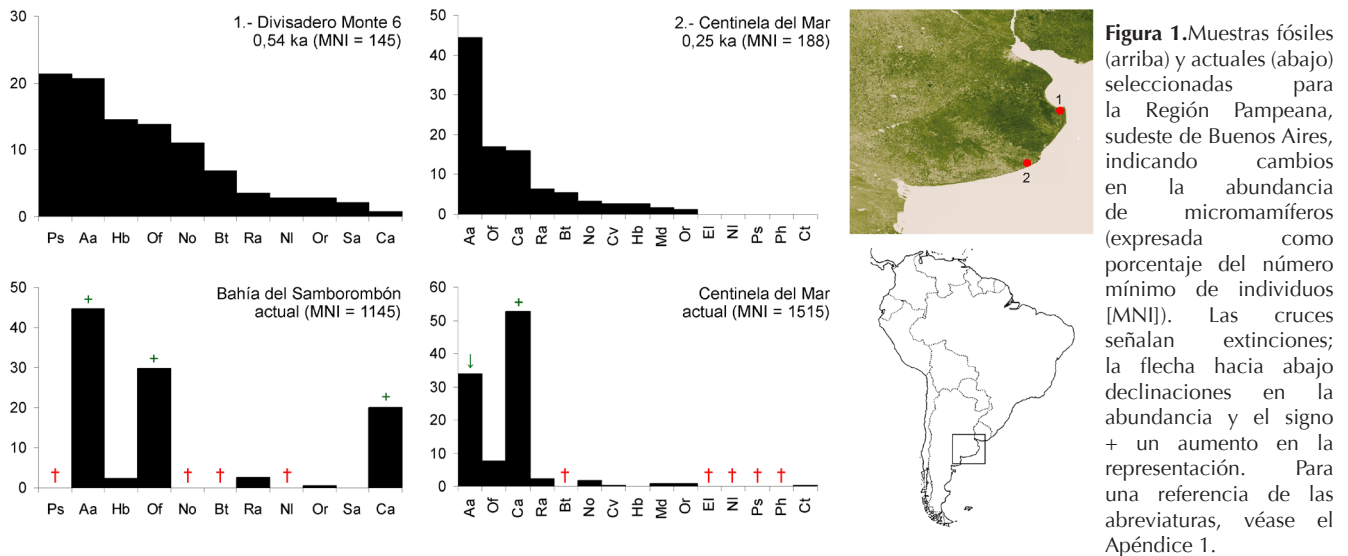 1.- Divisadero Monte 6
0,54 ka (MNI = 145)
30
20
10
0
Ps Aa Hb Of No Bt Ra Nl Or Sa Ca
2.- Centinela del Mar
0,25 ka (MNI = 188)
50
40
30
20
10
0
Aa Of Ca Ra Bt No Cv Hb Md Or El Nl Ps Ph Ct
1
2
Bahía del Samborombón
actual (MNI = 1145)
50
40
30
20
10
0
† + + † † † +
Ps Aa Hb Of No Bt Ra Nl Or Sa Ca
Centinela del Mar
actual (MNI = 1515)
60
50
40
30
20
10
0
↓ + † † † † †
Aa Of Ca Ra Bt No Cv Hb Md Or El Nl Ps Ph Ct
Figura 1.Muestras fósiles
(arriba) y actuales (abajo)
seleccionadas para
la Región Pampeana,
sudeste de Buenos Aires,
indicando cambios
en la abundancia
de micromamíferos
(expresada como
porcentaje del número
mínimo de individuos
[MNI]). Las cruces
señalan extinciones;
la flecha hacia abajo
declinaciones en la
abundancia y el signo
+ un aumento en la
representación. Para
una referencia de las
abreviaturas, véase el
Apéndice 1.